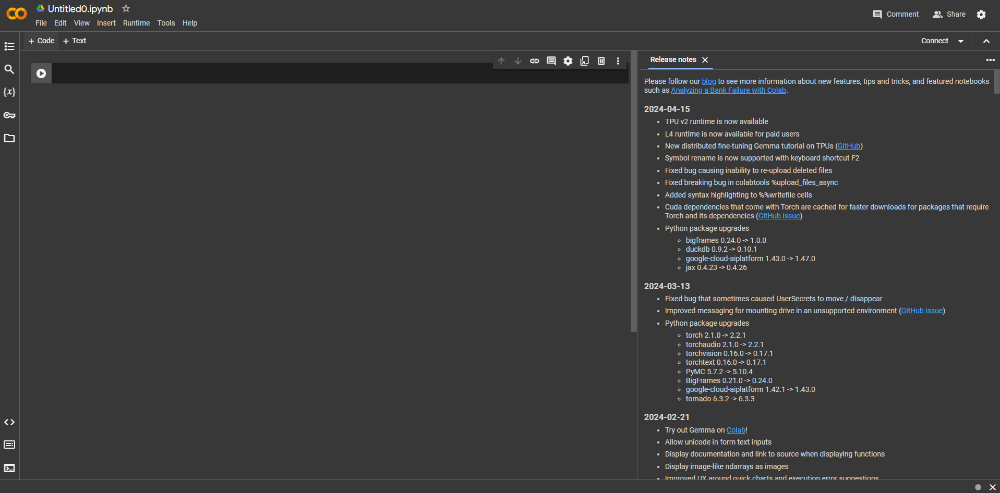 Untitled0.ipynb
File Edit View Insert Runtime Tools Help
Comment Share
+ Code + Text
Connect
{x}
Release notes
Please follow our blog to see more information about new features, tips and tricks, and featured notebooks
such as Analyzing a Bank Failure with Colab.
2024-04-15
• TPU v2 runtime is now available
• L4 runtime is now available for paid users
• New distributed fine-tuning Gemma tutorial on TPUs (GitHub)
• Symbol rename is now supported with keyboard shortcut F2
• Fixed bug causing inability to re-upload deleted files
• Fixed breaking bug in colabtools %upload_files_async
• Added syntax highlighting to %%writefile cells
• Cuda dependencies that come with Torch are cached for faster downloads for packages that require
Torch and its dependencies (GitHub issue)
• Python package upgrades
◦ bigframes 0.24.0 -> 1.0.0
◦ duckdb 0.9.2 -> 0.10.1
◦ google-cloud-aiplatform 1.43.0 -> 1.47.0
◦ jax 0.4.23 -> 0.4.26
2024-03-13
• Fixed bug that sometimes caused UserSecrets to move / disappear
• Improved messaging for mounting drive in an unsupported environment (GitHub issue)
• Python package upgrades
◦ torch 2.1.0 -> 2.2.1
◦ torchaudio 2.1.0 -> 2.2.1
◦ torchvision 0.16.0 -> 0.17.1
◦ torchtext 0.16.0 -> 0.17.1
◦ PyMC 5.7.2 -> 5.10.4
◦ BigFrames 0.21.0 -> 0.24.0
◦ google-cloud-aiplatform 1.42.1 -> 1.43.0
◦ tornado 6.3.2 -> 6.3.3
2024-02-21
• Try out Gemma on Colab!
• Allow unicode in form text inputs
• Display documentation and link to source when displaying functions
• Display image-like ndarrays as images
• Improved UX around quick charts and execution error suggestions